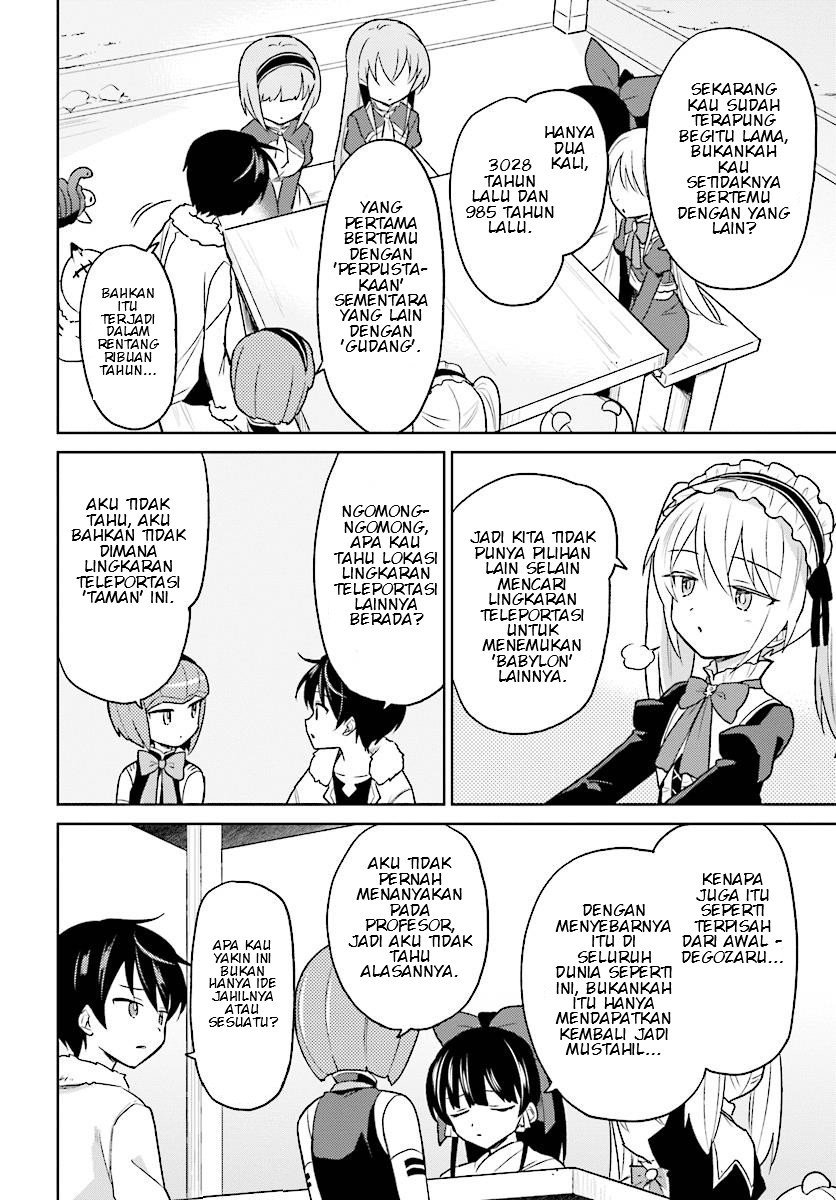 SEKARANG
KAU SUDAH
TERAPUNG
BEGITU LAMA,
BUKANKAH
KAU
SETIDAKNYA
BERTEMU
DENGAN YANG
LAIN?
HANYA
DUA
KALI,
3028
TAHUN
LALU DAN
985 TAHUN
LALU.
YANG
PERTAMA
BERTEMU
DENGAN
'PERPUSTA-
KAAN'
SEMENTARA
YANG LAIN
DENGAN
'GUDANG'.
BAHKAN
ITU
TERJADI
DALAM
RENTANG
RIBUAN
TAHUN...
JADI KITA TIDAK
PUNYA PILIHAN
LAIN SELAIN
MENCARI
LINGKARAN
TELEPORTASI
UNTUK
MENEMUKAN
'BABYLON'
LAINNYA.
NGOMONG-
NGOMONG,
APA KAU
TAHU LOKASI
LINGKARAN
TELEPORTASI
LAINNYA
BERADA?
AKU TIDAK
TAHU, AKU
BAHKAN TIDAK
DIMANA
LINGKARAN
TELEPORTASI
'TAMAN' INI.
KENAPA
JUGA ITU
SEPERTI
TERPISAH
DARI AWAL -
DEGOZARU...
DENGAN
MENYEBARNYA
ITU DI
SELURUH
DUNIA SEPERTI
INI, BUKANKAH
ITU HANYA
MENDAPATKAN
KEMBALI JADI
MUSTAHIL...
AKU TIDAK
PERNAH
MENANYAKAN
PADA
PROFESOR,
JADI AKU TIDAK
TAHU
ALASANNYA.
APA KAU
YAKIN INI
BUKAN
HANYA IDE
JAHILNYA
ATAU
SESUATU?